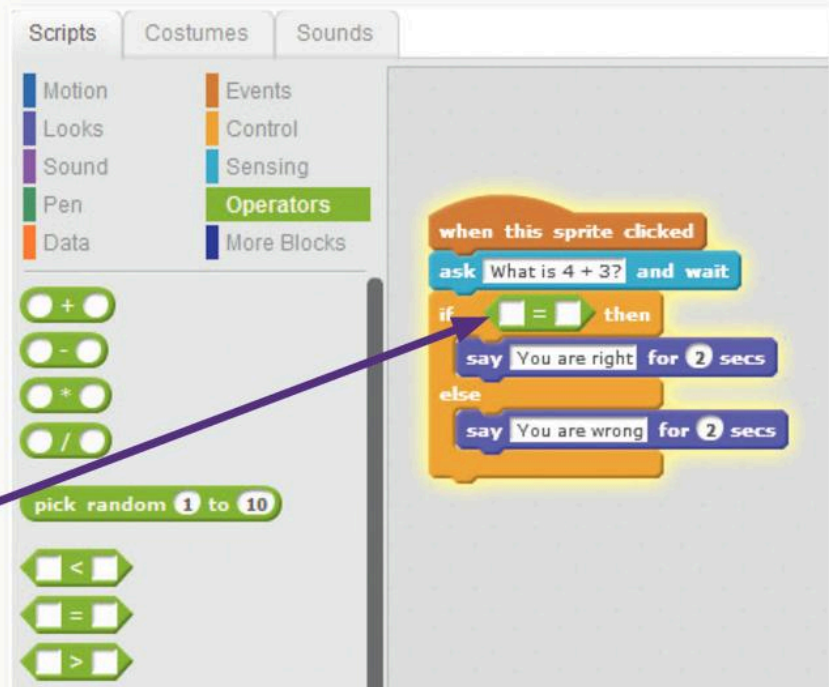 Scripts Costumes Sounds
Motion Events
Looks Control
Sound Sensing
Pen Operators
Data More Blocks
+
-
*
/
pick random 1 to 10
<
=
>
when this sprite clicked
ask What is 4 + 3? and wait
if = then
say You are right for 2 secs
else
say You are wrong for 2 secs